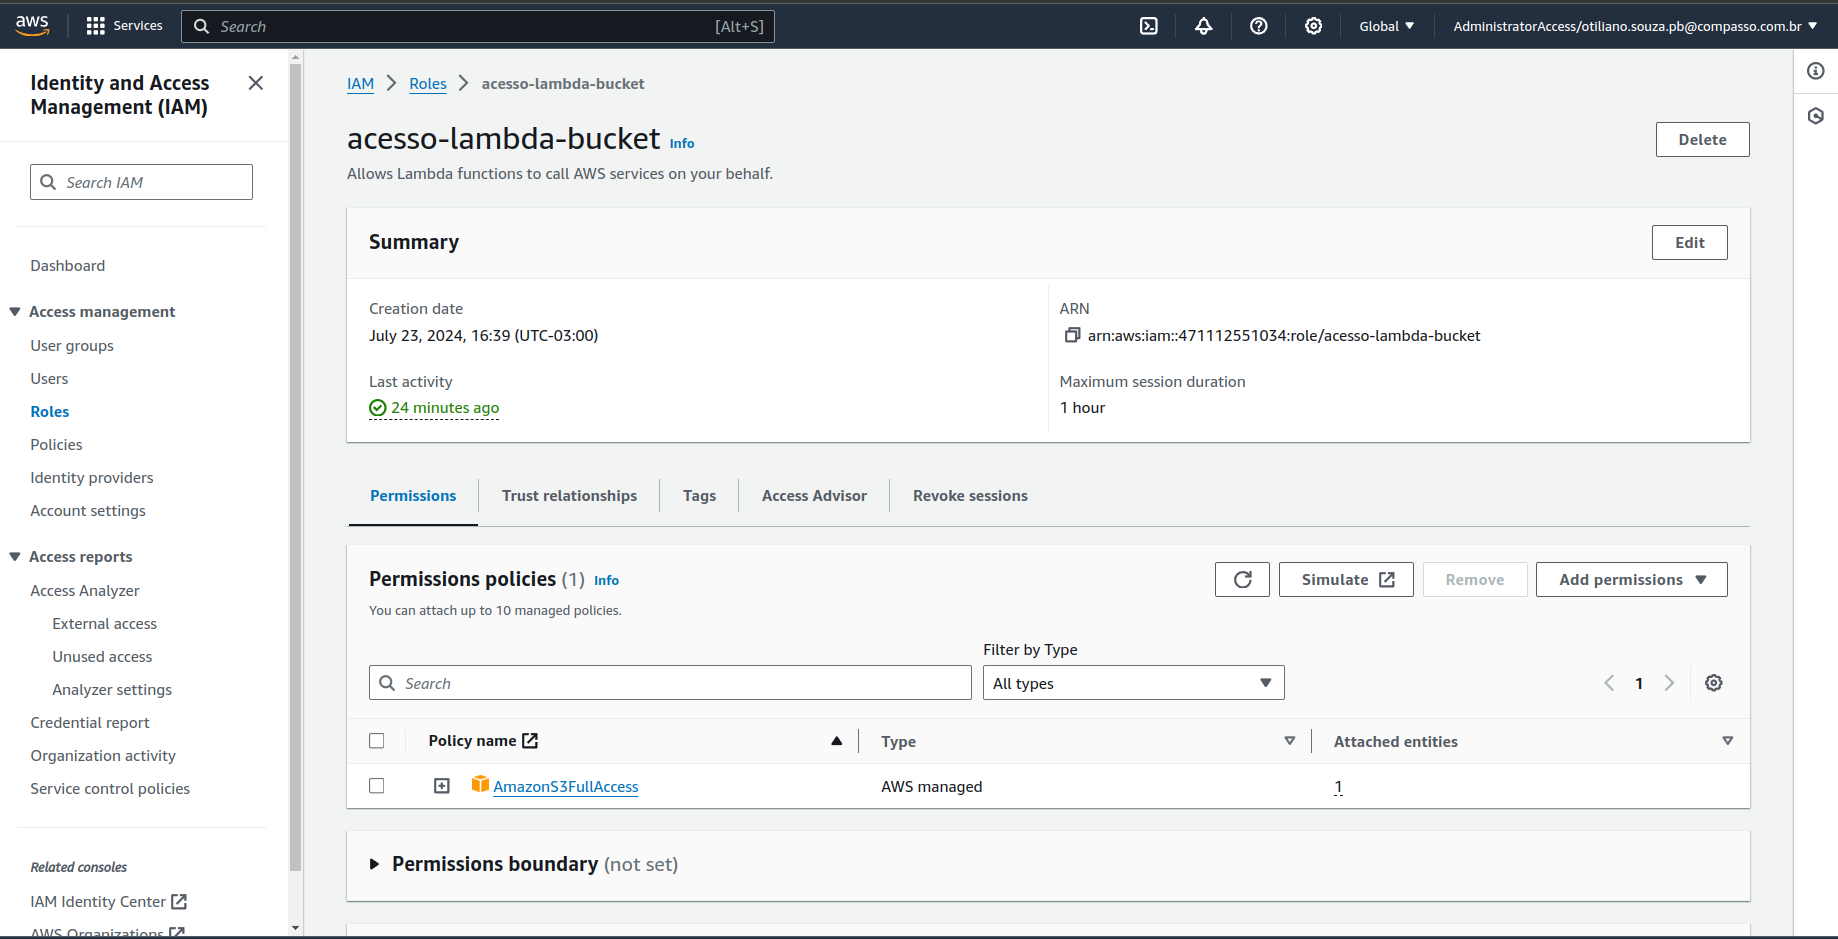 aws Services Search [Alt+S] Global AdministratorAccess/otiliano.souza.pb@compasso.com.br
Identity and Access
Management (IAM)
Search IAM
Dashboard
Access management
User groups
Users
Roles
Policies
Identity providers
Account settings
Access reports
Access Analyzer
External access
Unused access
Analyzer settings
Credential report
Organization activity
Service control policies
Related consoles
IAM Identity Center
AWS Organizations
IAM Roles acesso-lambda-bucket
acesso-lambda-bucket Info
Delete
Allows Lambda functions to call AWS services on your behalf.
Summary
Edit
Creation date
July 23, 2024, 16:39 (UTC-03:00)
Last activity
24 minutes ago
ARN
arn:aws:iam::471112551034:role/acesso-lambda-bucket
Maximum session duration
1 hour
Permissions Trust relationships Tags Access Advisor Revoke sessions
Permissions policies (1) Info
Simulate Remove Add permissions
You can attach up to 10 managed policies.
Filter by Type
Search All types 1
Policy name Type Attached entities
AmazonS3FullAccess AWS managed 1
Permissions boundary (not set)